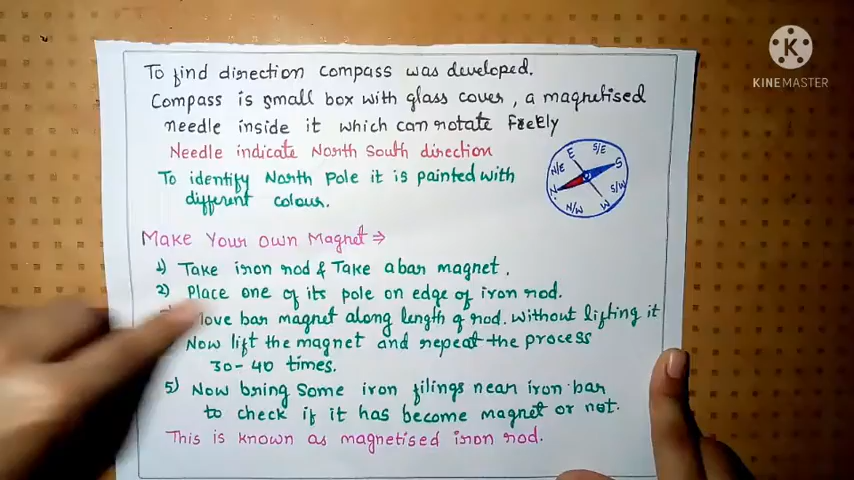 To find direction compass was developed.
Compass is small box with glass cover, a magnetised
needle inside it which can rotate freely
Needle indicate North South direction
To identify North pole it is painted with
different colour.
E
S/E
N/E
S
N
S/W
N/W
W
Make Your own Magnet ⇒
1) Take iron rod & Take a bar magnet.
2) Place one of its pole on edge of iron rod.
Move bar magnet along length of rod. without lifting it
Now lift the magnet and repeat the process
30-40 times.
5) Now bring some iron filings near iron bar
to check if it has become magnet or not.
This is known as magnetised iron rod.
K
KINEMASTER